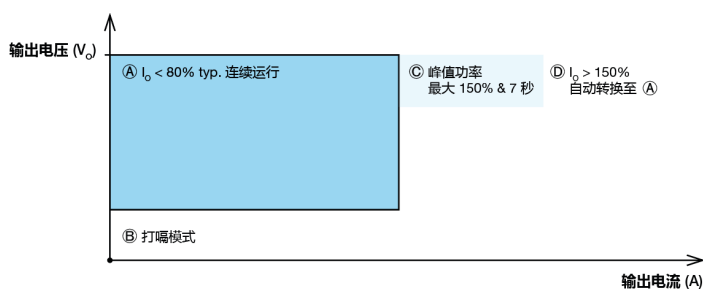 输出电压 (Vo)
Ⓐ Io < 80% typ. 连续运行
Ⓒ 峰值功率
最大 150% & 7 秒
Ⓓ Io > 150%
自动转换至 Ⓐ
Ⓑ 打嗝模式
输出电流 (A)